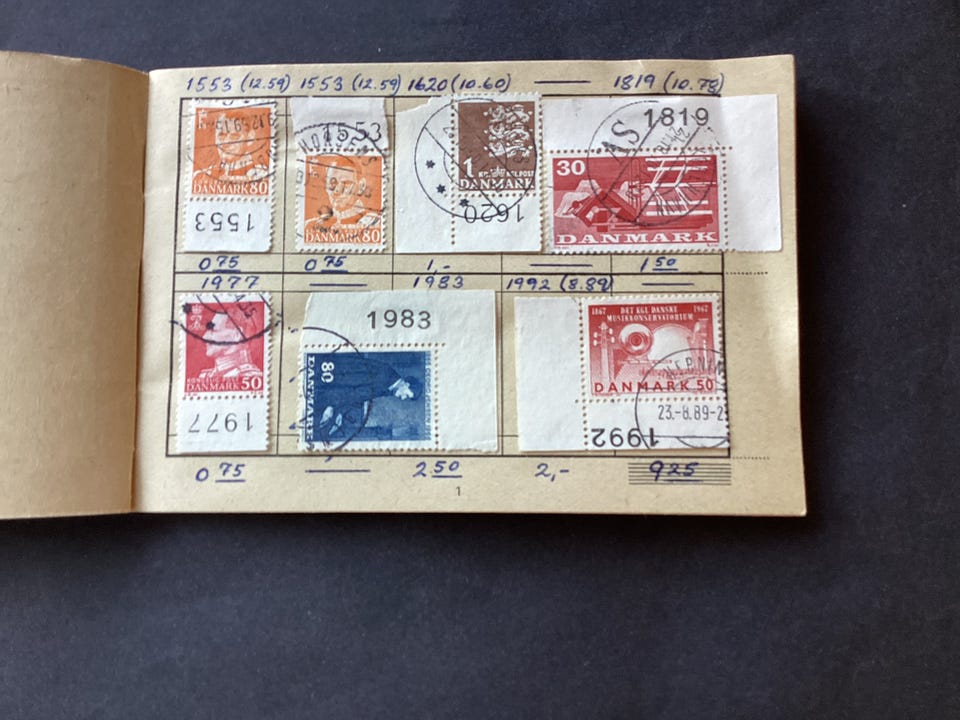 1553 (12.59) 1553 (12.59) 1620 (10.60) — 1819 (10.78)
DANMARK 80
1553
1553
HORSENS
DANMARK 80
1
DANMARK
1620
1819
30
DANMARK
0 75 0 75 1,- — 1 50
1977 — 1983 1992 (8.89) —
50
DANMARK
1977
1983
80
DANMARK
1867 DET KGL. DANSKE 1967
MUSIKKONSERVATORIUM
DANMARK 50
23.-8.89-2
1992
0 75 — 2 50 2,- 9 25
1